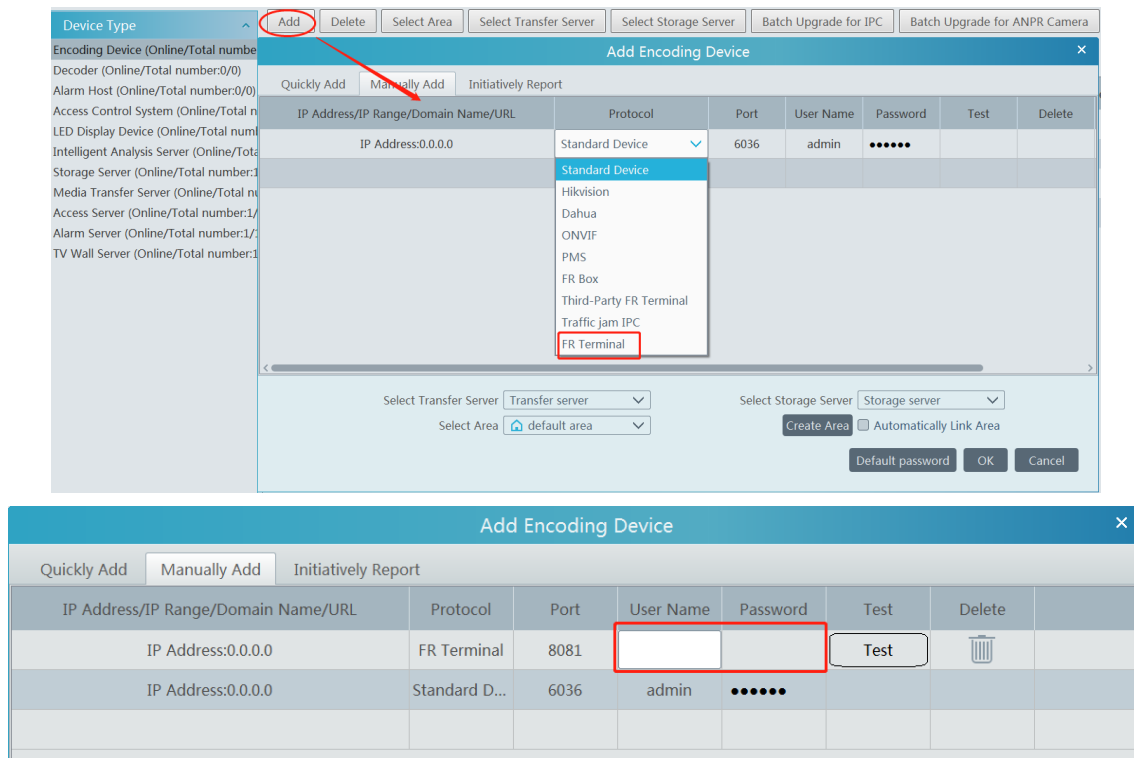 Device Type
Add Delete Select Area Select Transfer Server Select Storage Server Batch Upgrade for IPC Batch Upgrade for ANPR Camera
Encoding Device (Online/Total numbe
Decoder (Online/Total number:0/0)
Alarm Host (Online/Total number:0/0)
Access Control System (Online/Total n
LED Display Device (Online/Total numl
Intelligent Analysis Server (Online/Tota
Storage Server (Online/Total number:1
Media Transfer Server (Online/Total nu
Access Server (Online/Total number:1/
Alarm Server (Online/Total number:1/1
TV Wall Server (Online/Total number:1
Add Encoding Device
Quickly Add Manually Add Initiatively Report
IP Address/IP Range/Domain Name/URL Protocol Port User Name Password Test Delete
IP Address:0.0.0.0 Standard Device 6036 admin ●●●●●●
Standard Device
Hikvision
Dahua
ONVIF
PMS
FR Box
Third-Party FR Terminal
Traffic jam IPC
FR Terminal
Select Transfer Server Transfer server Select Storage Server Storage server
Select Area default area Create Area Automatically Link Area
Default password OK Cancel
Add Encoding Device
Quickly Add Manually Add Initiatively Report
IP Address/IP Range/Domain Name/URL Protocol Port User Name Password Test Delete
IP Address:0.0.0.0 FR Terminal 8081 Test
IP Address:0.0.0.0 Standard D... 6036 admin ●●●●●●